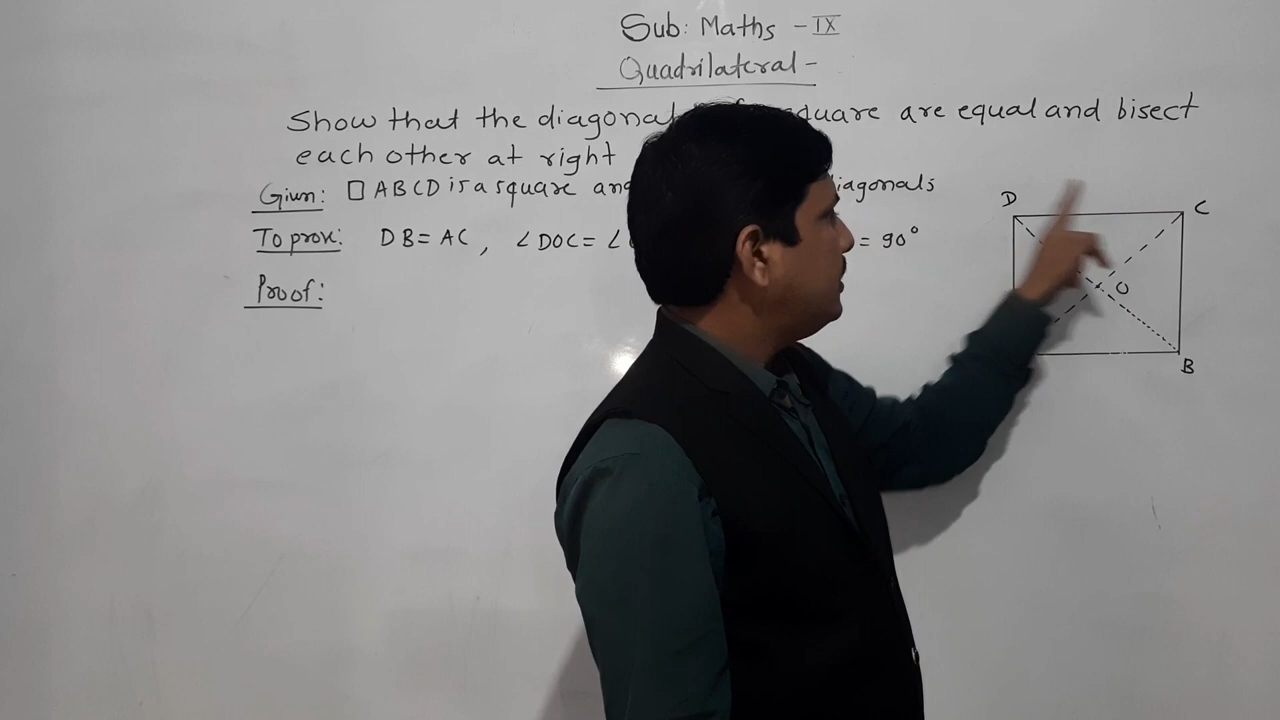 Sub: Maths - IX
Quadrilateral -
Show that the diagonal square are equal and bisect
each other at right
Given: □ ABCD is a square and diagonals
To prove: DB = AC, ∠DOC = ∠ = 90°
Proof:
D
C
O
B